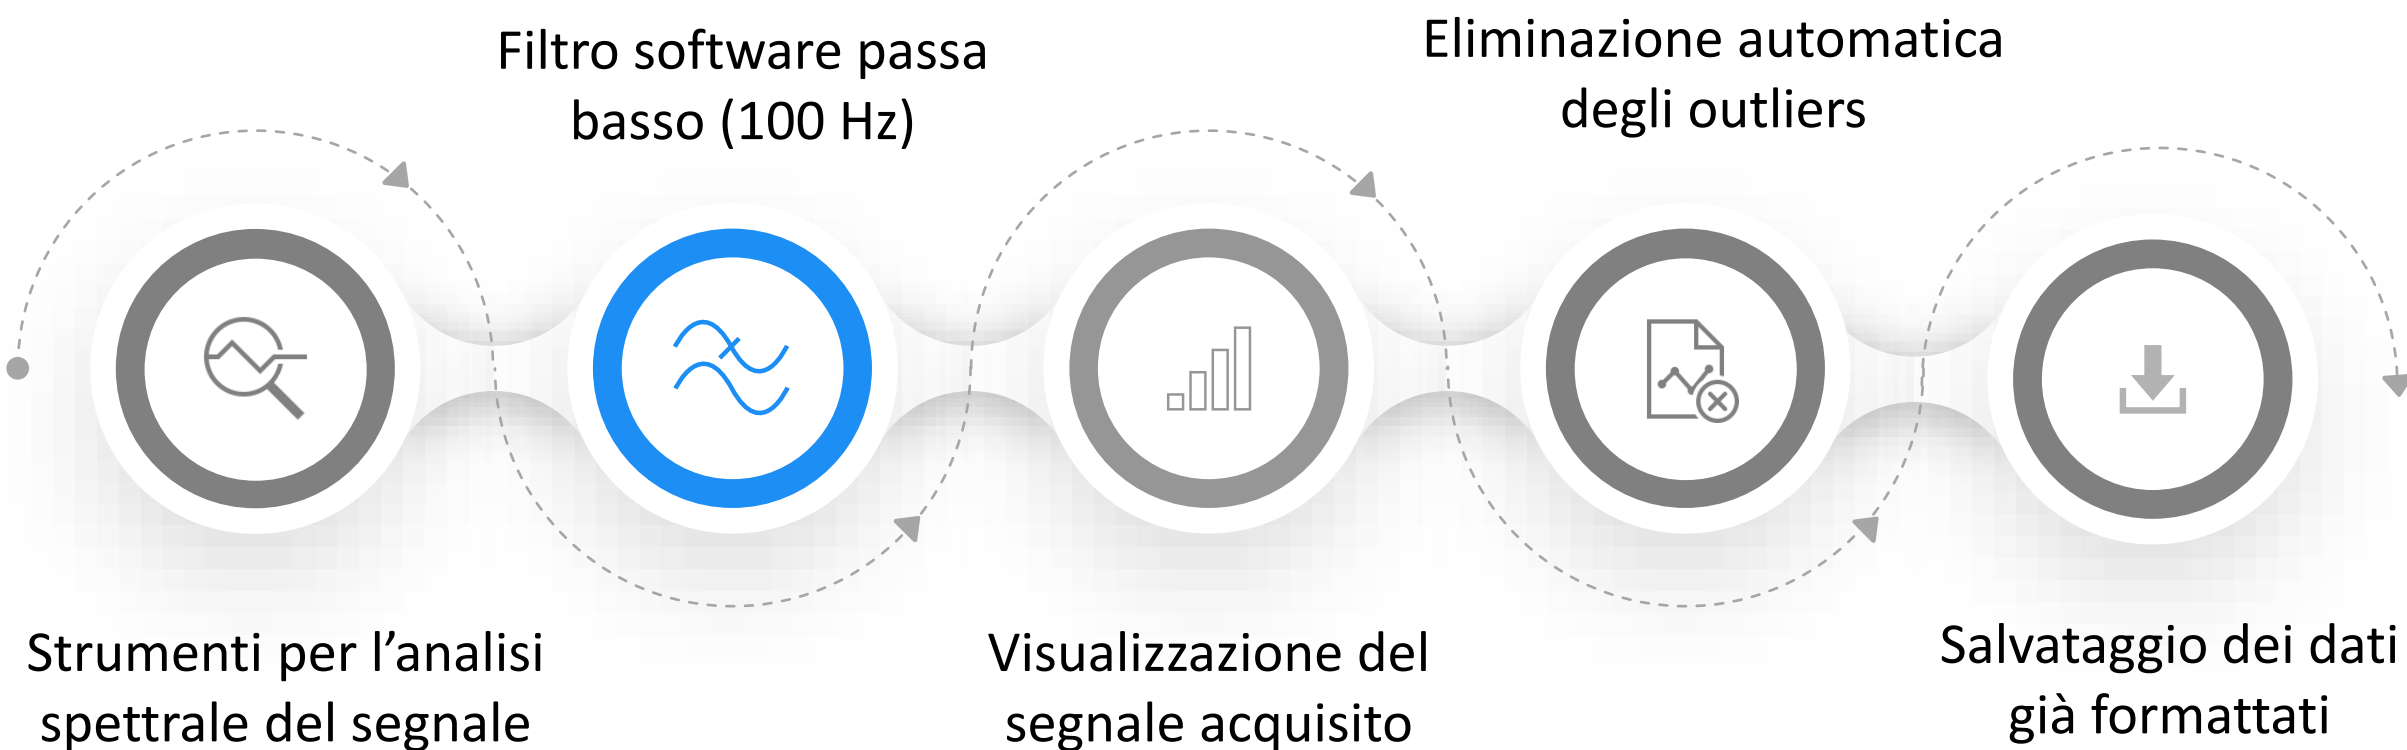 Strumenti per l’analisi
spettrale del segnale
Filtro software passa
basso (100 Hz)
Visualizzazione del
segnale acquisito
Eliminazione automatica
degli outliers
Salvataggio dei dati
già formattati